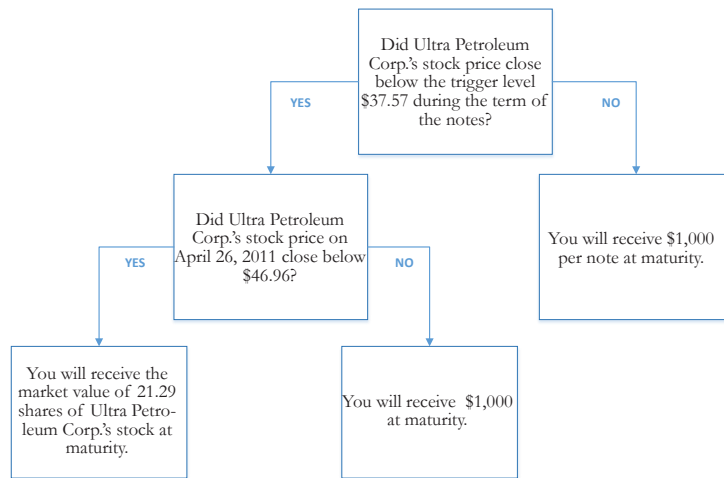 Did Ultra Petroleum
Corp.'s stock price close
below the trigger level
$37.57 during the term of
the notes?
YES
NO
Did Ultra Petroleum
Corp.'s stock price on
April 26, 2011 close below
$46.96?
You will receive $1,000
per note at maturity.
YES
NO
You will receive the
market value of 21.29
shares of Ultra Petro-
leum Corp.'s stock at
maturity.
You will receive $1,000
at maturity.